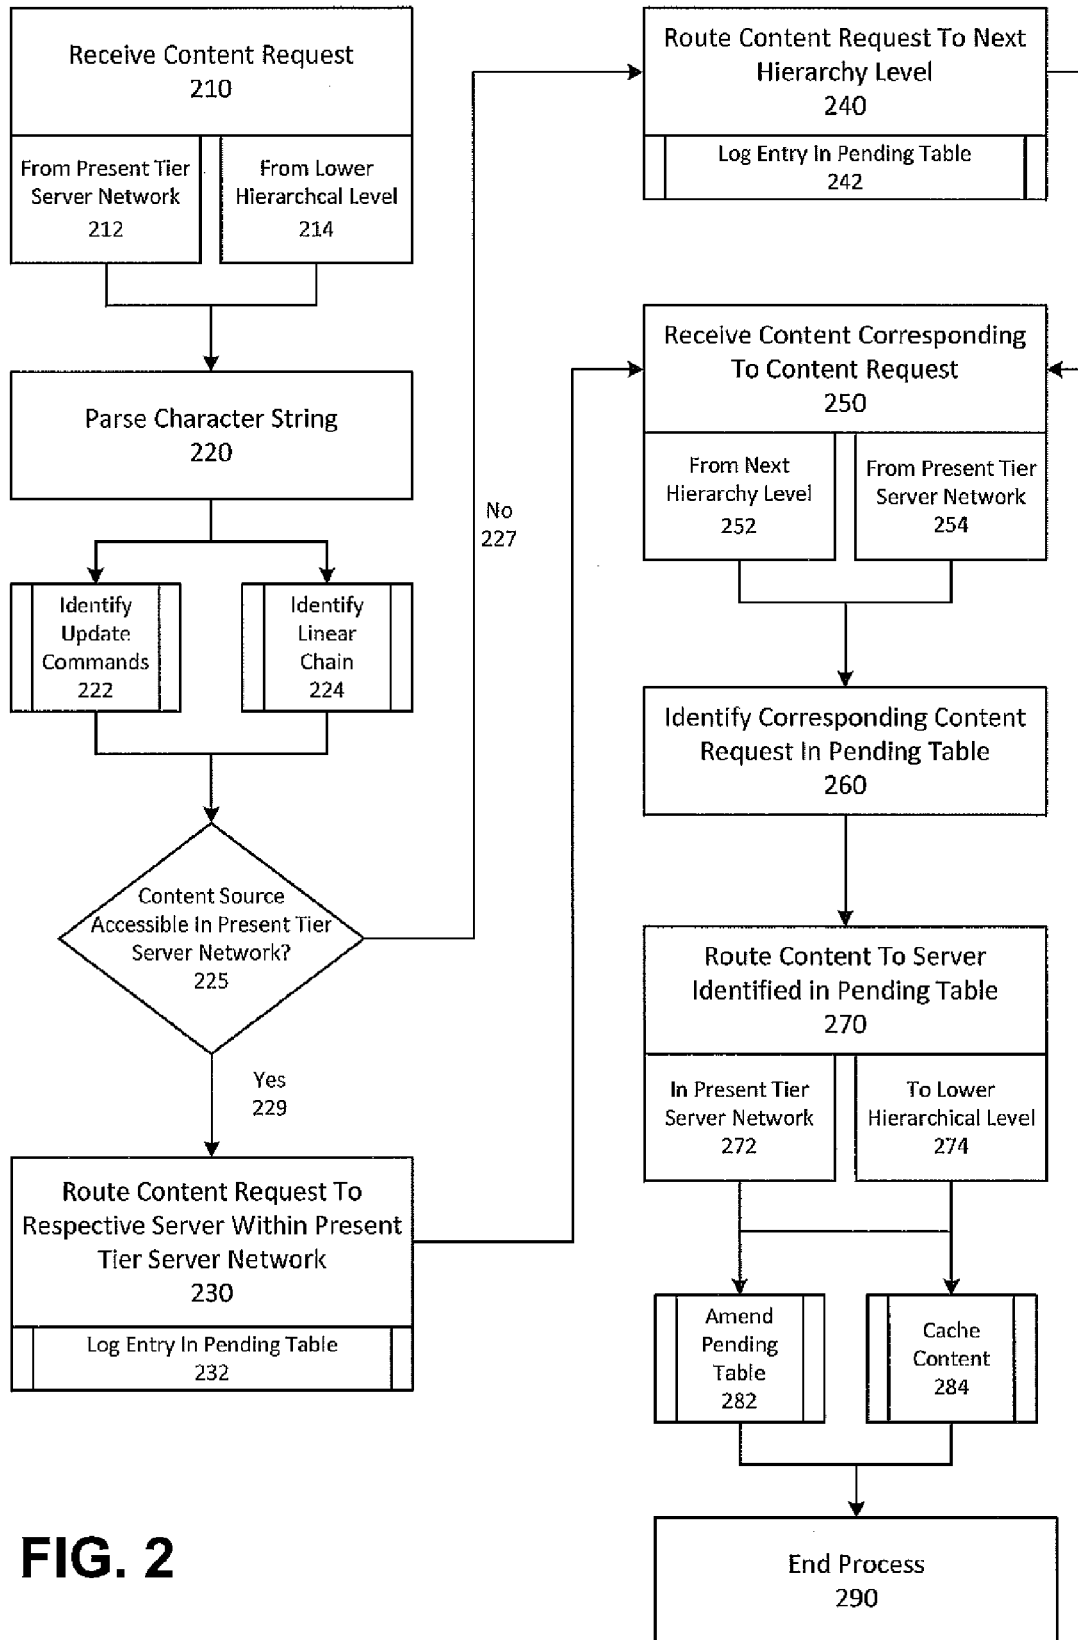 Receive Content Request
210
From Present Tier
Server Network
212
From Lower
Hierarchcal Level
214
Parse Character String
220
Identify
Update
Commands
222
Identify
Linear
Chain
224
Content Source
Accessible In Present Tier
Server Network?
225
No
227
Yes
229
Route Content Request To
Respective Server Within Present
Tier Server Network
230
Log Entry In Pending Table
232
Route Content Request To Next
Hierarchy Level
240
Log Entry In Pending Table
242
Receive Content Corresponding
To Content Request
250
From Next
Hierarchy Level
252
From Present Tier
Server Network
254
Identify Corresponding Content
Request In Pending Table
260
Route Content To Server
Identified in Pending Table
270
In Present Tier
Server Network
272
To Lower
Hierarchical Level
274
Amend
Pending
Table
282
Cache
Content
284
End Process
290
FIG. 2